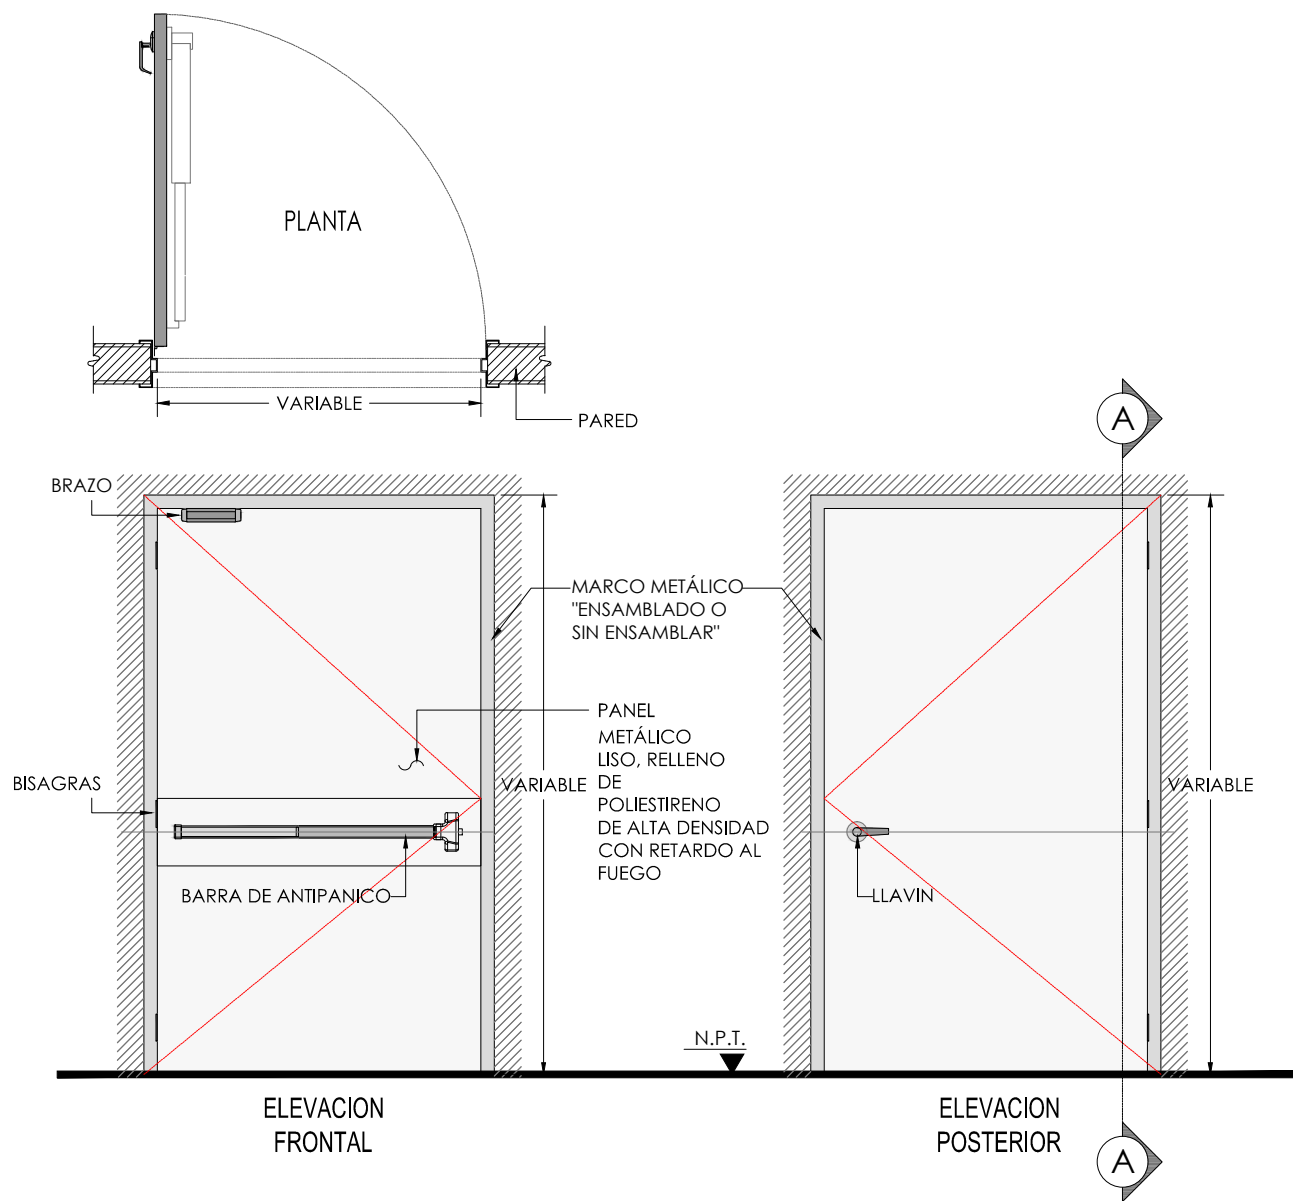 PLANTA
VARIABLE
PARED
A
BRAZO
MARCO METÁLICO
"ENSAMBLADO O
SIN ENSAMBLAR"
PANEL
METÁLICO
LISO, RELLENO
DE
POLIESTIRENO
DE ALTA DENSIDAD
CON RETARDO AL
FUEGO
BISAGRAS
VARIABLE
VARIABLE
BARRA DE ANTIPANICO
LLAVIN
N.P.T.
ELEVACION
FRONTAL
ELEVACION
POSTERIOR
A